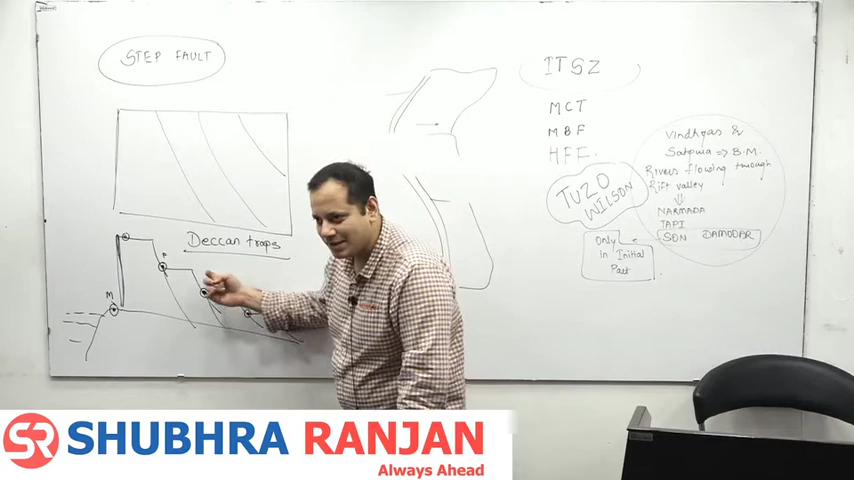 STEP FAULT
Deccan traps
M
P
ITSZ
MCT
MBF
HFF
TUZO
WILSON
Only
in Initial
Part
Vindhyas &
Satpura => B.M.
Rivers flowing through
Rift valley
NARMADA
TAPI
SON DAMODAR
SR SHUBHRA RANJAN
Always Ahead